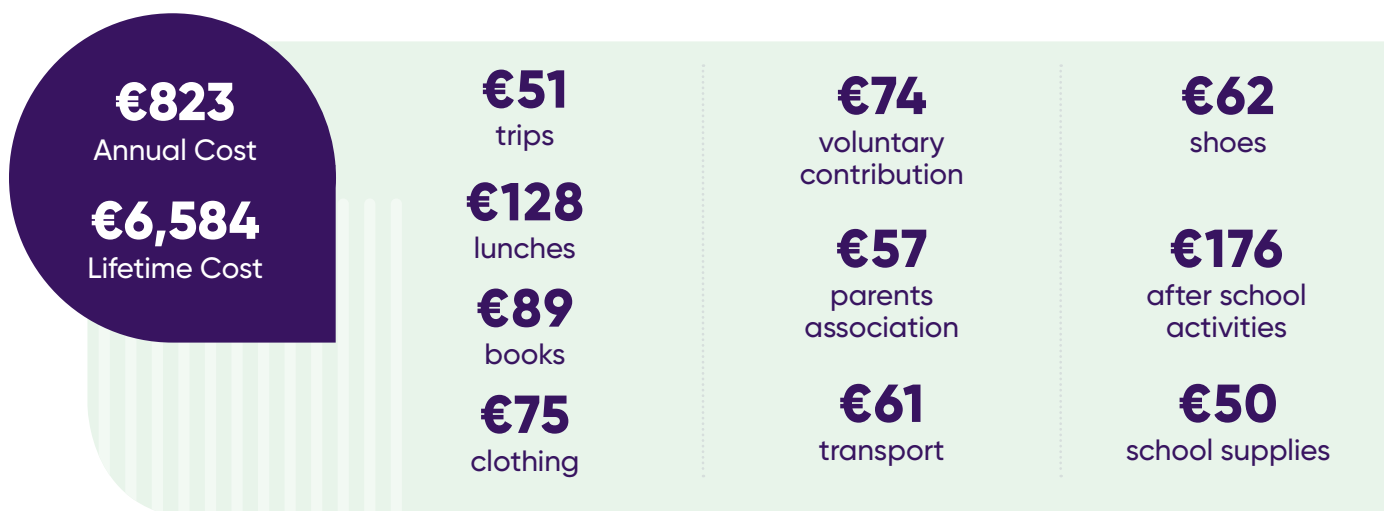 €823
Annual Cost
€6,584
Lifetime Cost
€51
trips
€128
lunches
€89
books
€75
clothing
€74
voluntary
contribution
€57
parents
association
€61
transport
€62
shoes
€176
after school
activities
€50
school supplies